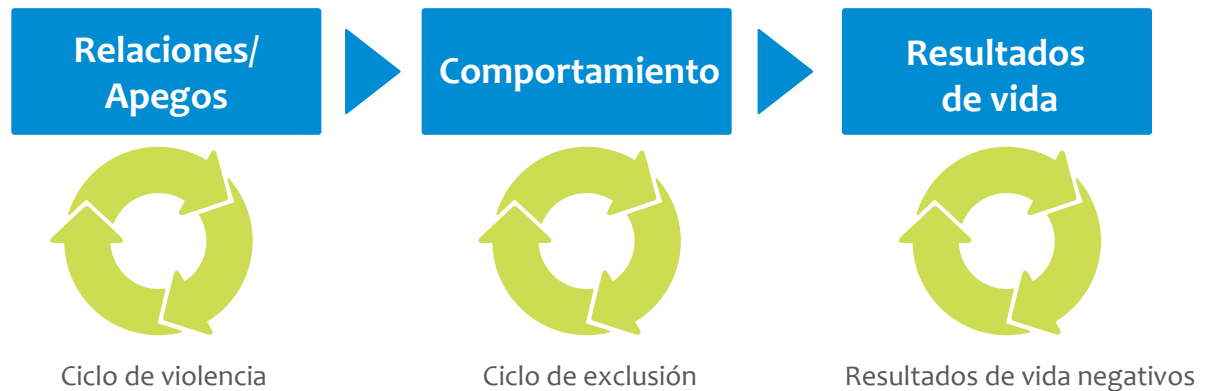 Relaciones/
Apegos
Comportamiento
Resultados
de vida
Ciclo de violencia
Ciclo de exclusión
Resultados de vida negativos